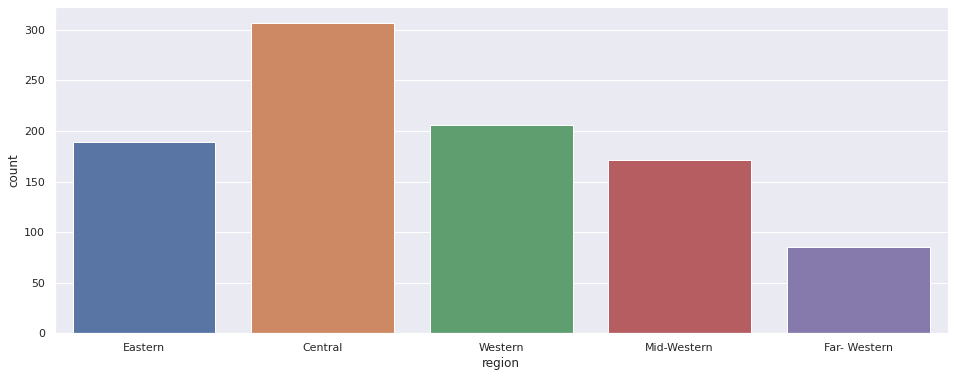 300
250
200
150
100
50
0
count
Eastern
Central
Western
Mid-Western
Far- Western
region